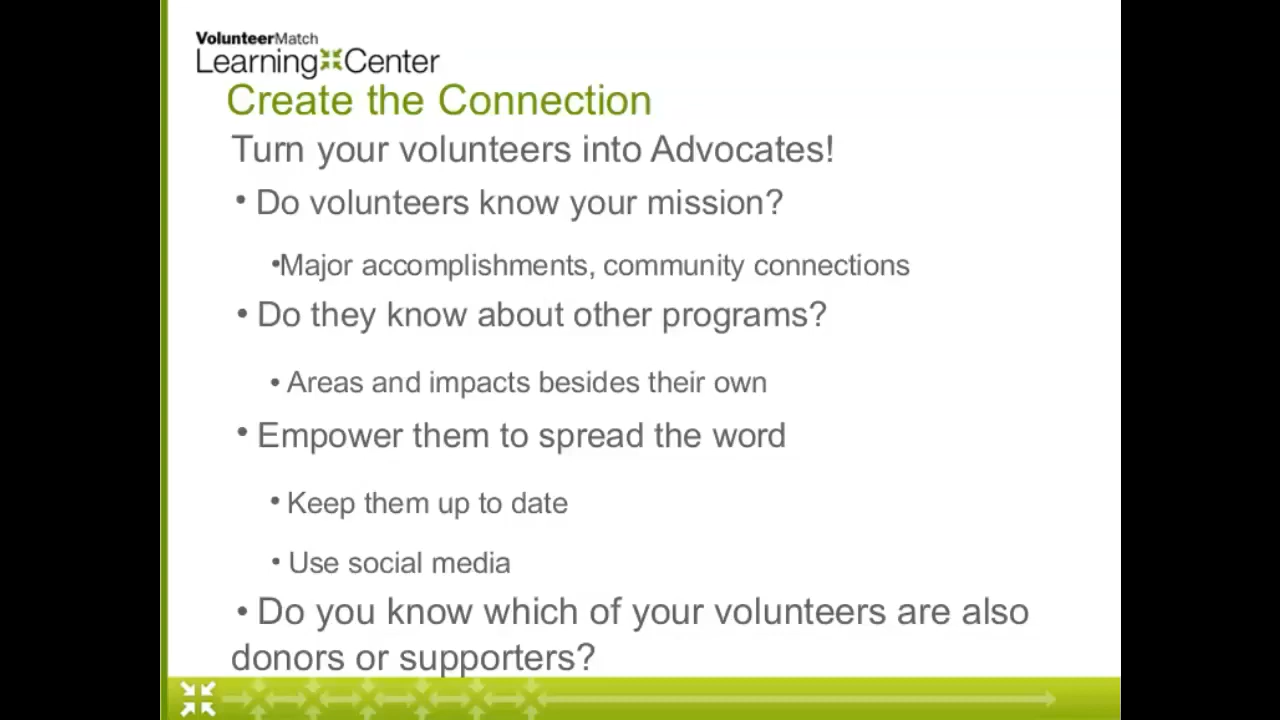 VolunteerMatch
Learning Center
Create the Connection
Turn your volunteers into Advocates!
• Do volunteers know your mission?
•Major accomplishments, community connections
• Do they know about other programs?
• Areas and impacts besides their own
• Empower them to spread the word
• Keep them up to date
• Use social media
• Do you know which of your volunteers are also
donors or supporters?